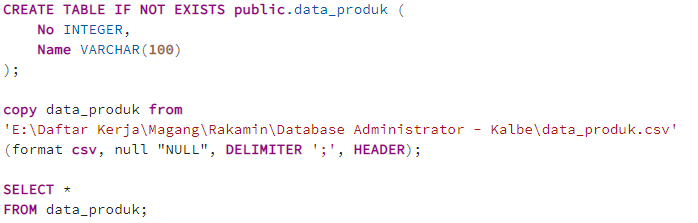 CREATE TABLE IF NOT EXISTS public.data_produk (
No INTEGER,
Name VARCHAR(100)
);
copy data_produk from
'E:\Daftar Kerja\Magang\Rakamin\Database Administrator - Kalbe\data_produk.csv'
(format csv, null "NULL", DELIMITER ';', HEADER);
SELECT *
FROM data_produk;